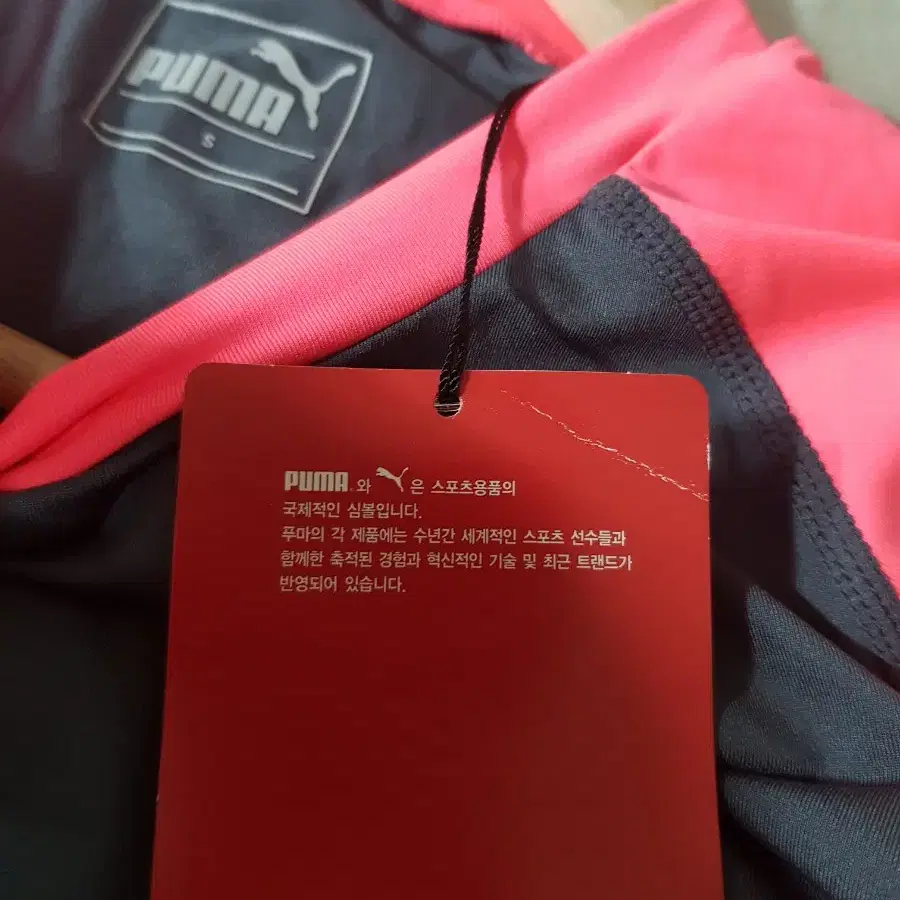 PUMA
S
PUMA 와 은 스포츠용품의
국제적인 심볼입니다.
푸마의 각 제품에는 수년간 세계적인 스포츠 선수들과
함께한 축적된 경험과 혁신적인 기술 및 최근 트랜드가
반영되어 있습니다.